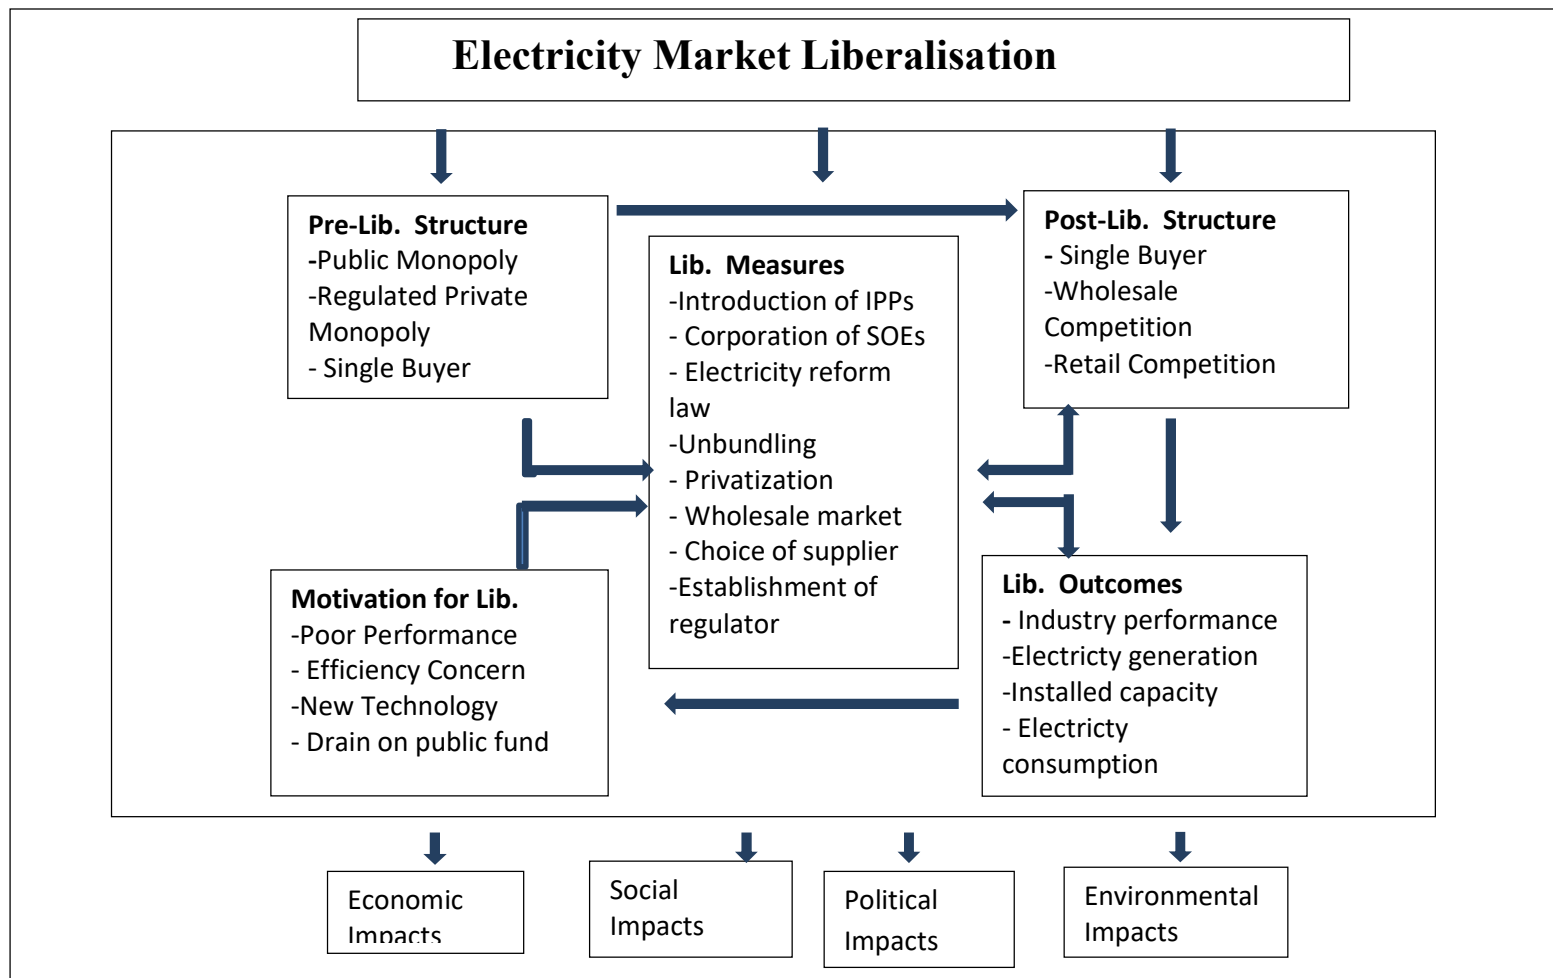 Electricity Market Liberalisation
Pre-Lib. Structure
-Public Monopoly
-Regulated Private
Monopoly
- Single Buyer
Lib. Measures
-Introduction of IPPs
- Corporation of SOEs
- Electricity reform
law
-Unbundling
- Privatization
- Wholesale market
- Choice of supplier
-Establishment of
regulator
Post-Lib. Structure
- Single Buyer
-Wholesale
Competition
-Retail Competition
Motivation for Lib.
-Poor Performance
- Efficiency Concern
-New Technology
- Drain on public fund
Lib. Outcomes
- Industry performance
-Electricty generation
-Installed capacity
- Electricty
consumption
Economic
Impacts
Social
Impacts
Political
Impacts
Environmental
Impacts